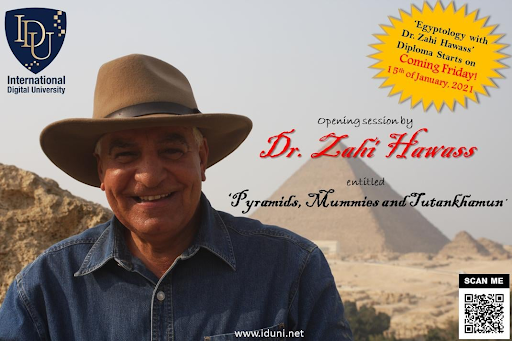 IDU
International
Digital University
"Egyptology with
Dr. Zahi Hawass"
Diploma Starts on
Coming Friday!
15th of January, 2021
Opening session by
Dr. Zahi Hawass
entitled
'Pyramids, Mummies and Tutankhamun'
SCAN ME
www.iduni.net